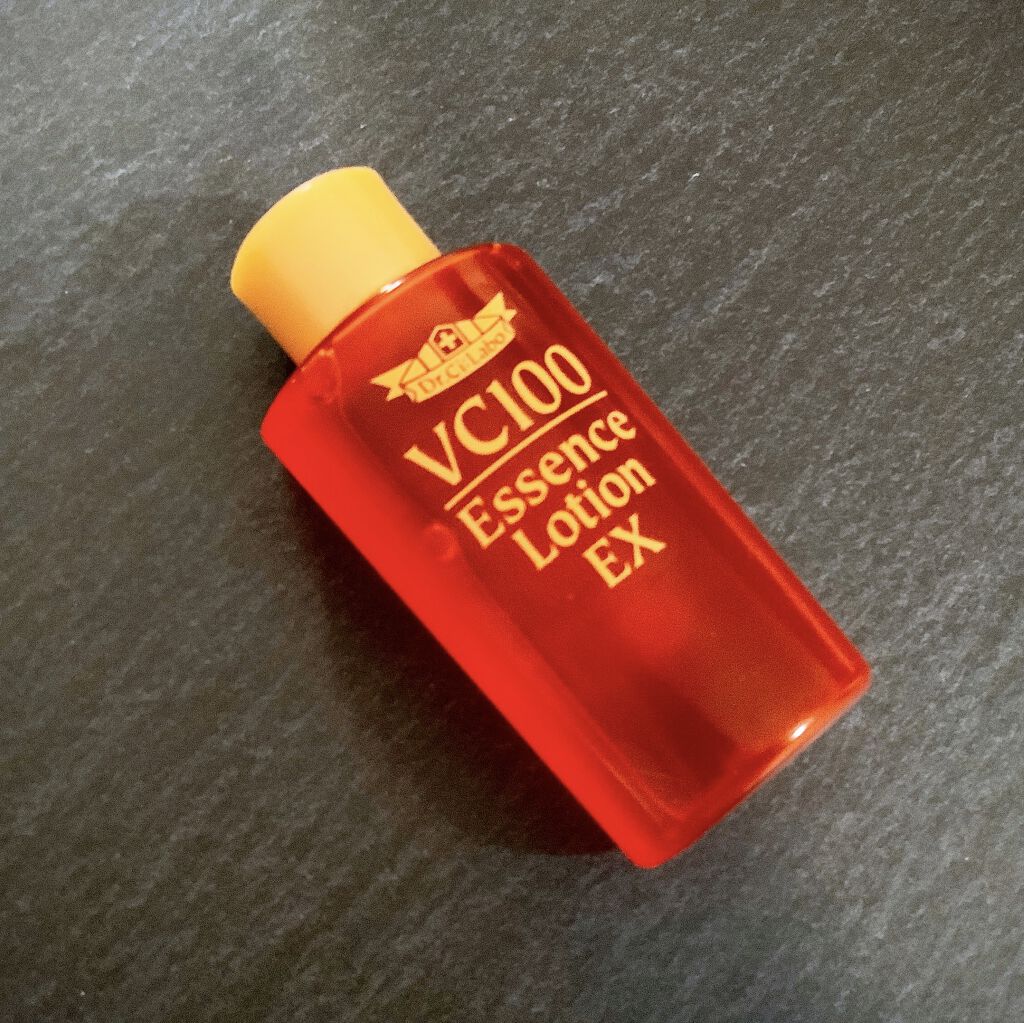 Dr.Ci:Labo
VC100
Essence
Lotion
EX